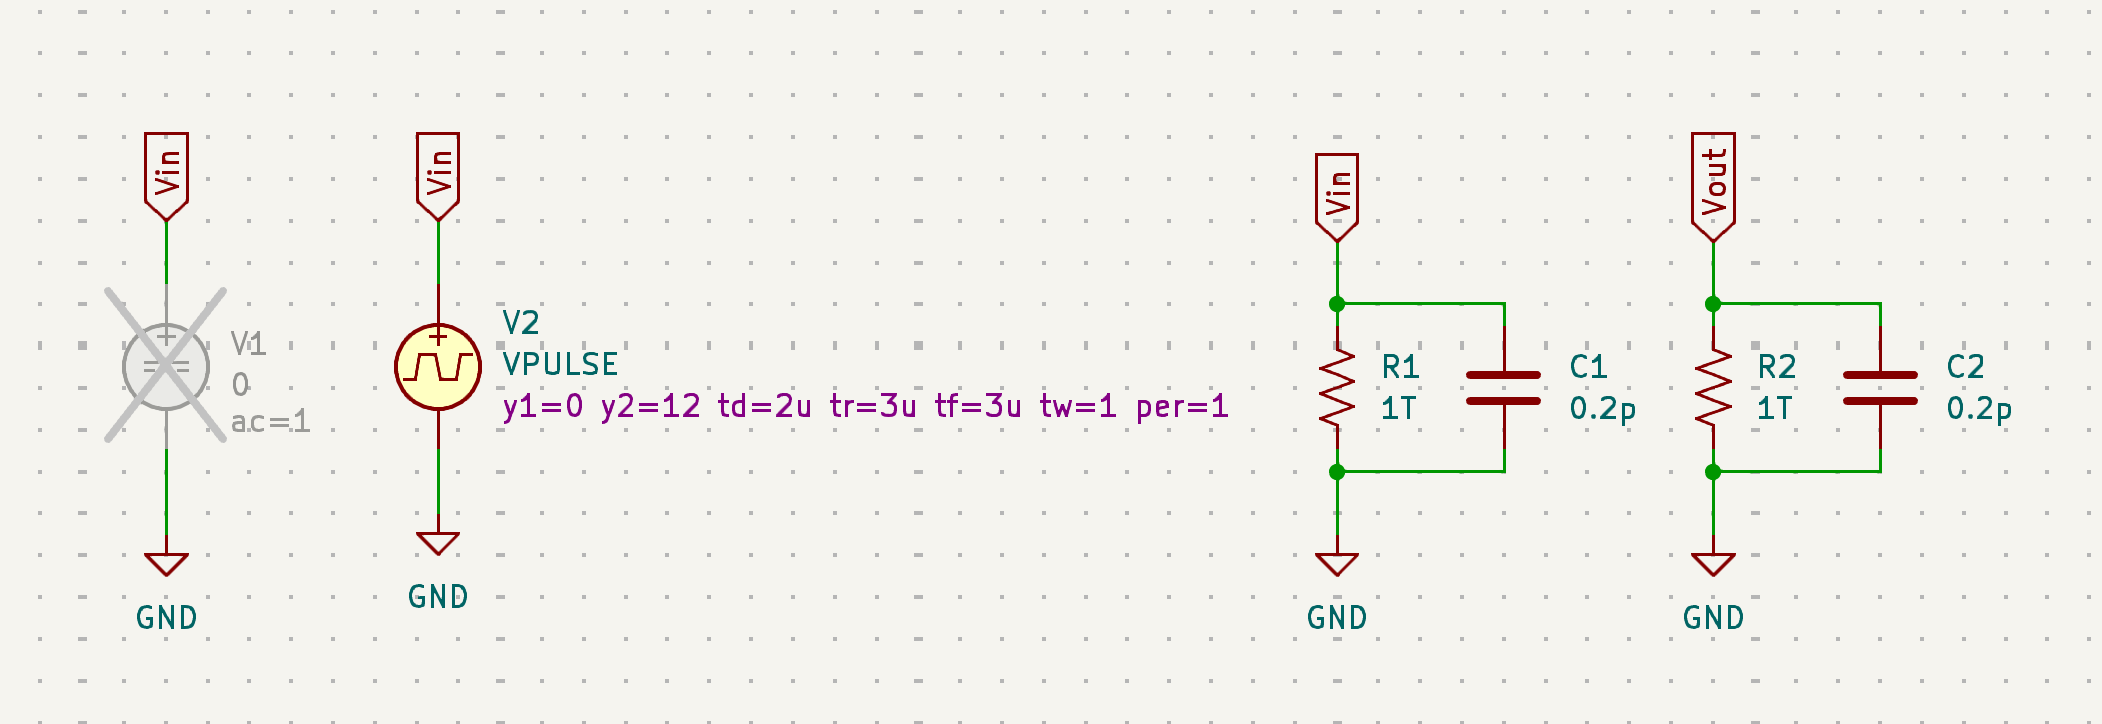 Vin
V1
0
ac=1
GND
Vin
V2
VPULSE
y1=0 y2=12 td=2u tr=3u tf=3u tw=1 per=1
GND
Vin
R1
1T
C1
0.2p
GND
Vout
R2
1T
C2
0.2p
GND